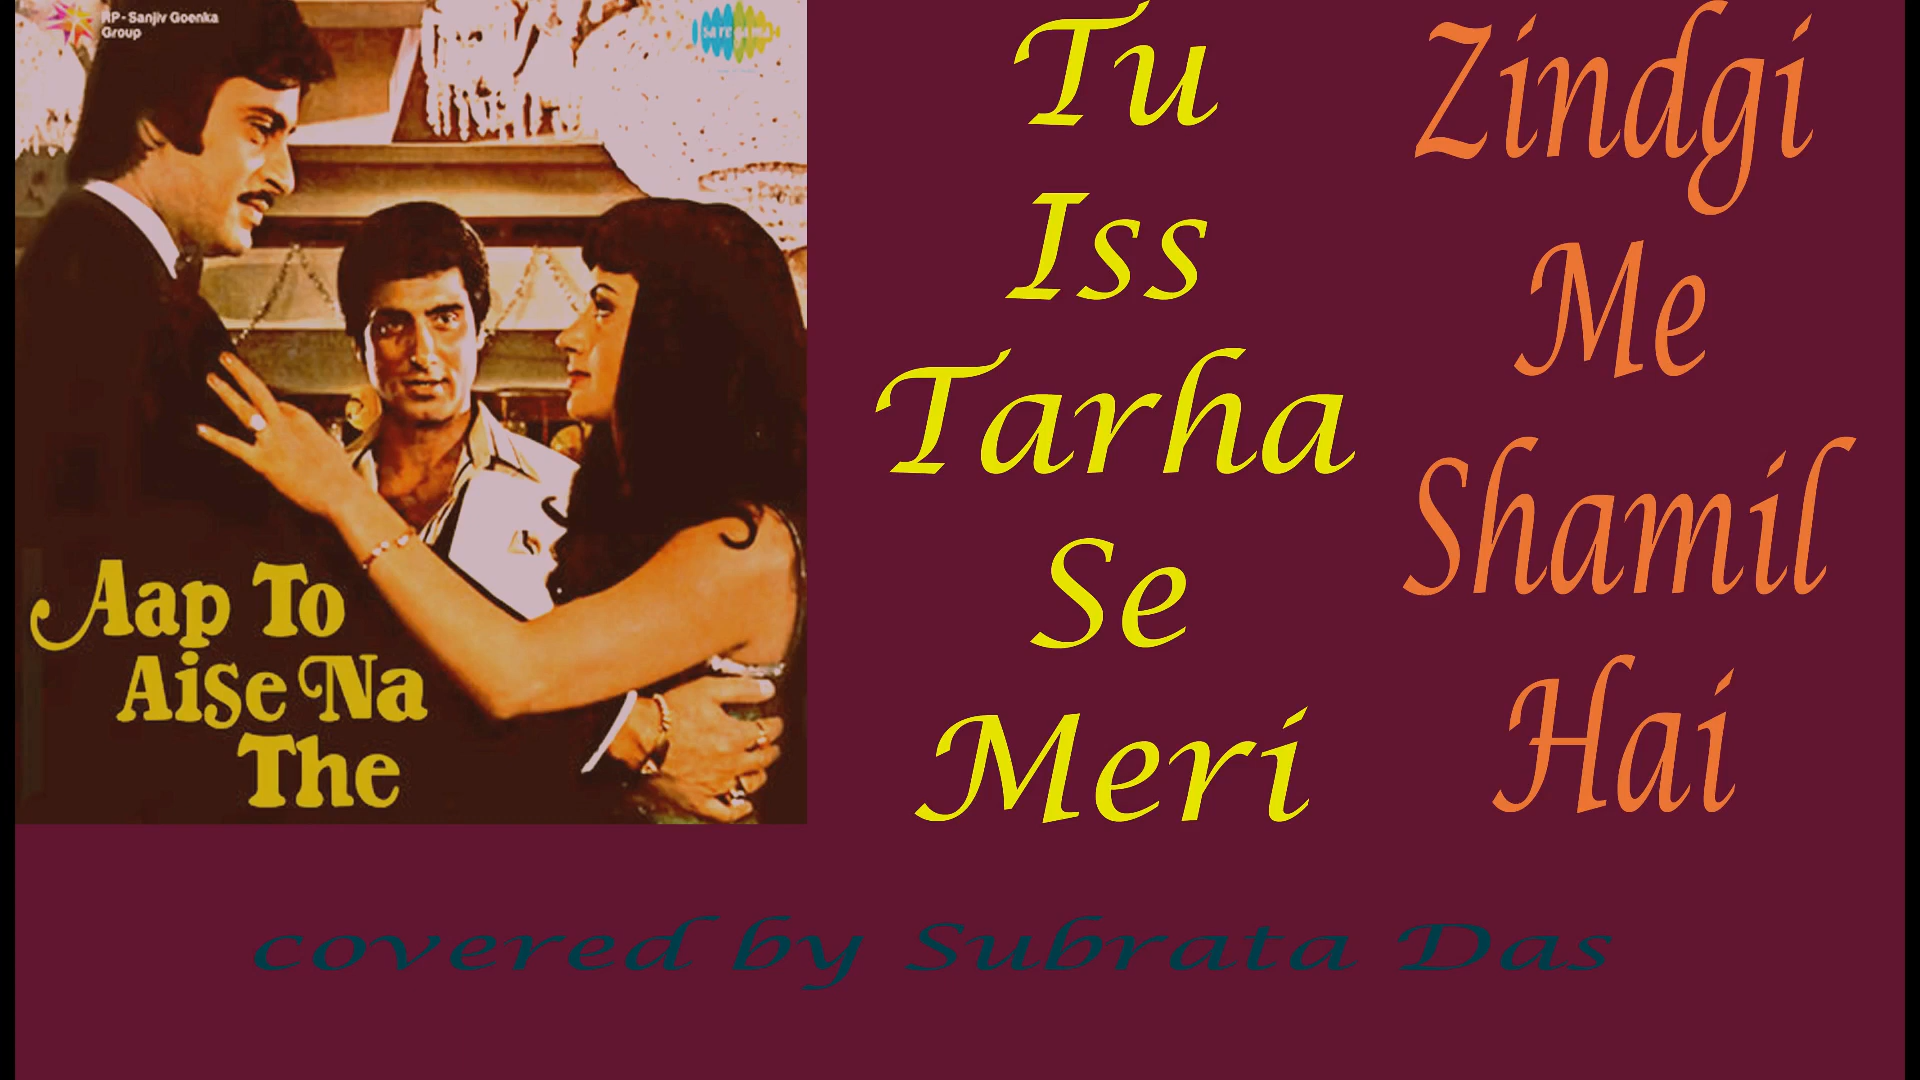 RP-Sanjiv Goenka
Group
saregama
Aap To
Aise Na
The
Tu
Iss
Tarha
Se
Meri
Zindgi
Me
Shamil
Hai
covered by Subrata Das